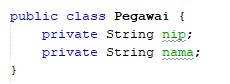 public class Pegawai {
    private String nip;
    private String nama;
}